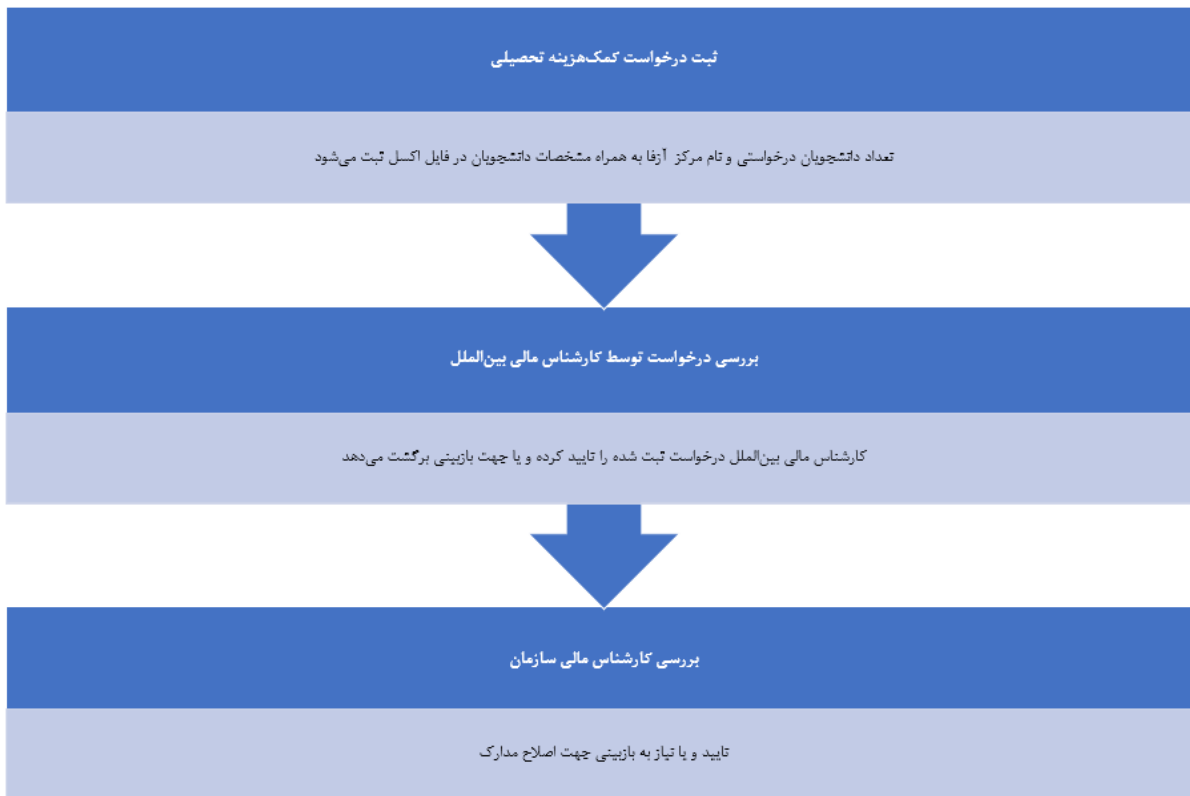 ثبت درخواست کمک‌هزینه تحصیلی
تعداد دانشجویان درخواستی و نام مرکز آزفا به همراه مشخصات دانشجویان در فایل اکسل ثبت می‌شود
بررسی درخواست توسط کارشناس مالی بین‌الملل
کارشناس مالی بین‌الملل درخواست ثبت شده را تایید کرده و یا جهت بازبینی برگشت می‌دهد
بررسی کارشناس مالی سازمان
تایید و یا نیاز به بازبینی جهت اصلاح مدارک